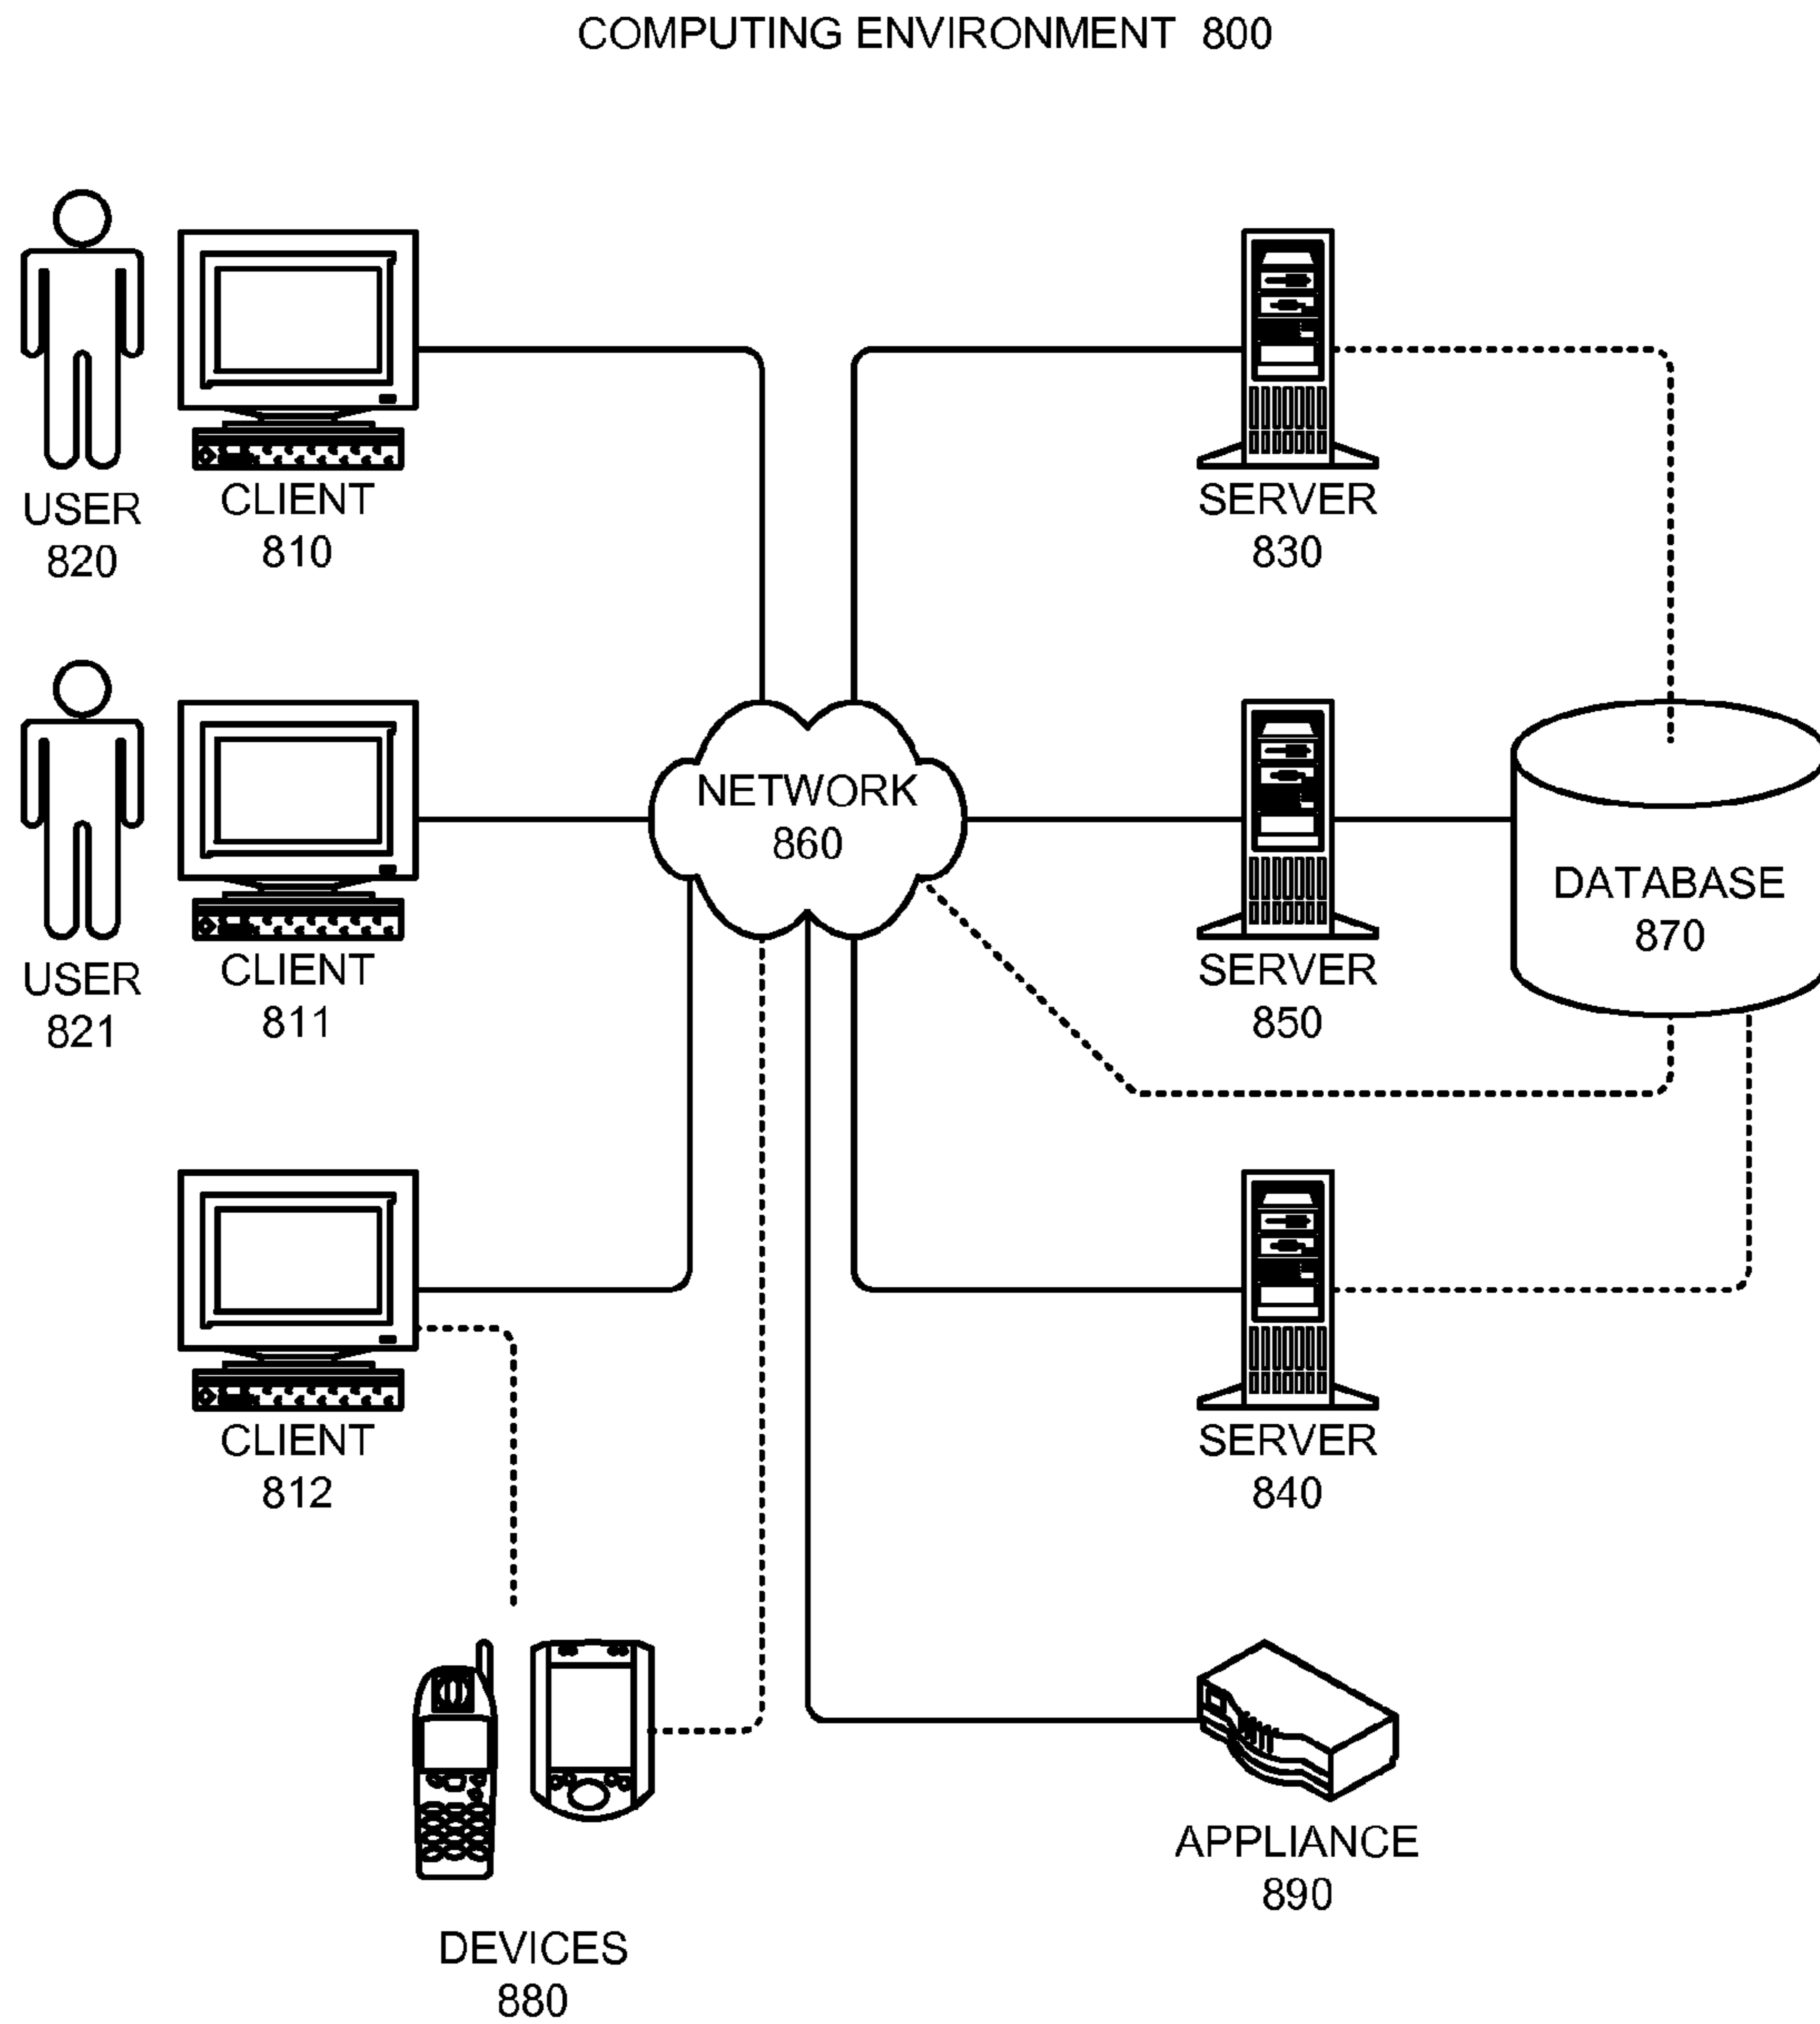 COMPUTING ENVIRONMENT 800
USER
820
CLIENT
810
SERVER
830
NETWORK
860
DATABASE
870
USER
821
CLIENT
811
SERVER
850
CLIENT
812
SERVER
840
DEVICES
880
APPLIANCE
890